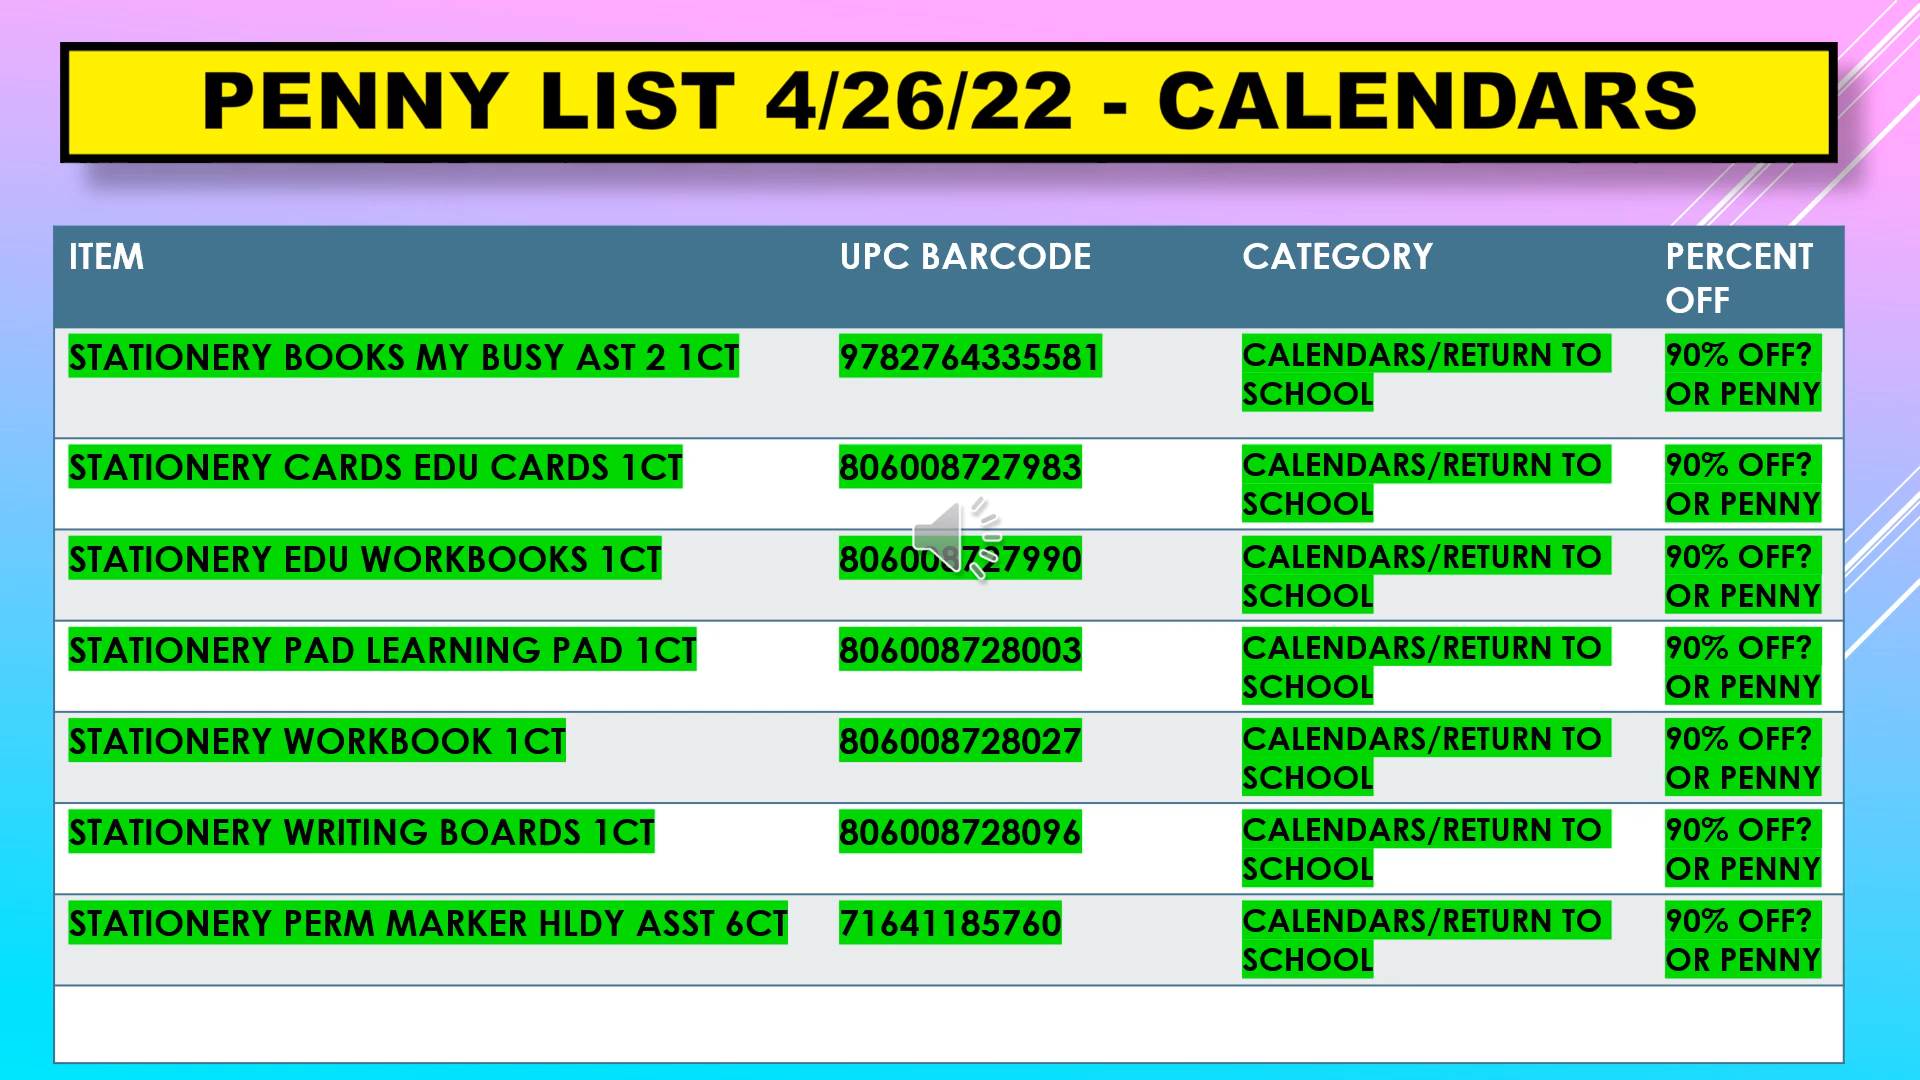 PENNY LIST 4/26/22 - CALENDARS
ITEM UPC BARCODE CATEGORY PERCENT
OFF
STATIONERY BOOKS MY BUSY AST 2 1CT 9782764335581 CALENDARS/RETURN TO 90% OFF?
SCHOOL OR PENNY
STATIONERY CARDS EDU CARDS 1CT 806008727983 CALENDARS/RETURN TO 90% OFF?
SCHOOL OR PENNY
STATIONERY EDU WORKBOOKS 1CT 806008727990 CALENDARS/RETURN TO 90% OFF?
SCHOOL OR PENNY
STATIONERY PAD LEARNING PAD 1CT 806008728003 CALENDARS/RETURN TO 90% OFF?
SCHOOL OR PENNY
STATIONERY WORKBOOK 1CT 806008728027 CALENDARS/RETURN TO 90% OFF?
SCHOOL OR PENNY
STATIONERY WRITING BOARDS 1CT 806008728096 CALENDARS/RETURN TO 90% OFF?
SCHOOL OR PENNY
STATIONERY PERM MARKER HLDY ASST 6CT 71641185760 CALENDARS/RETURN TO 90% OFF?
SCHOOL OR PENNY